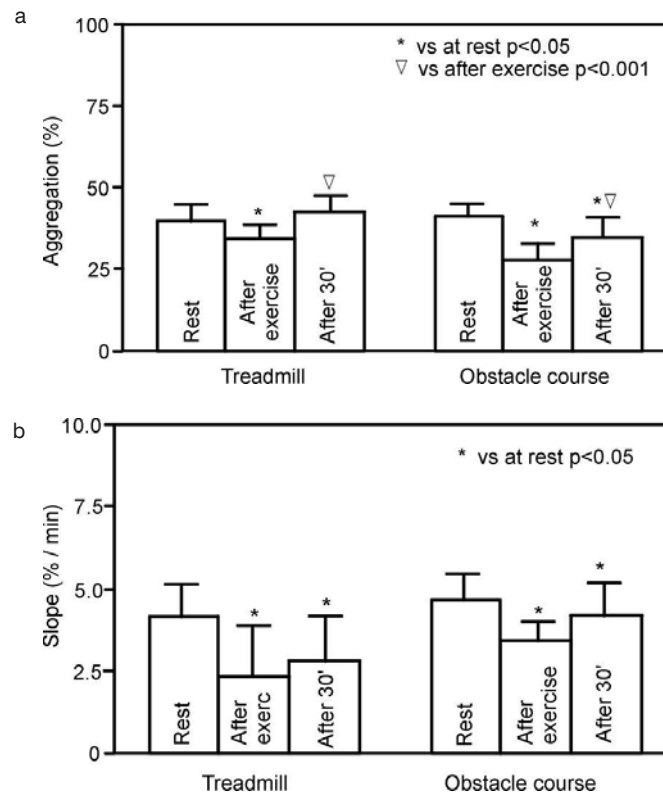 a
100
75
50
25
0
Aggregation (%)
* vs at rest p<0.05
▽ vs after exercise p<0.001
*
▽
*
* ▽
Rest
After
exercise
After 30'
Rest
After
exercise
After 30'
Treadmill
Obstacle course
b
10.0
7.5
5.0
2.5
0
Slope (% / min)
* vs at rest p<0.05
*
*
*
*
Rest
After
exerc
After 30'
Rest
After
exercise
After 30'
Treadmill
Obstacle course